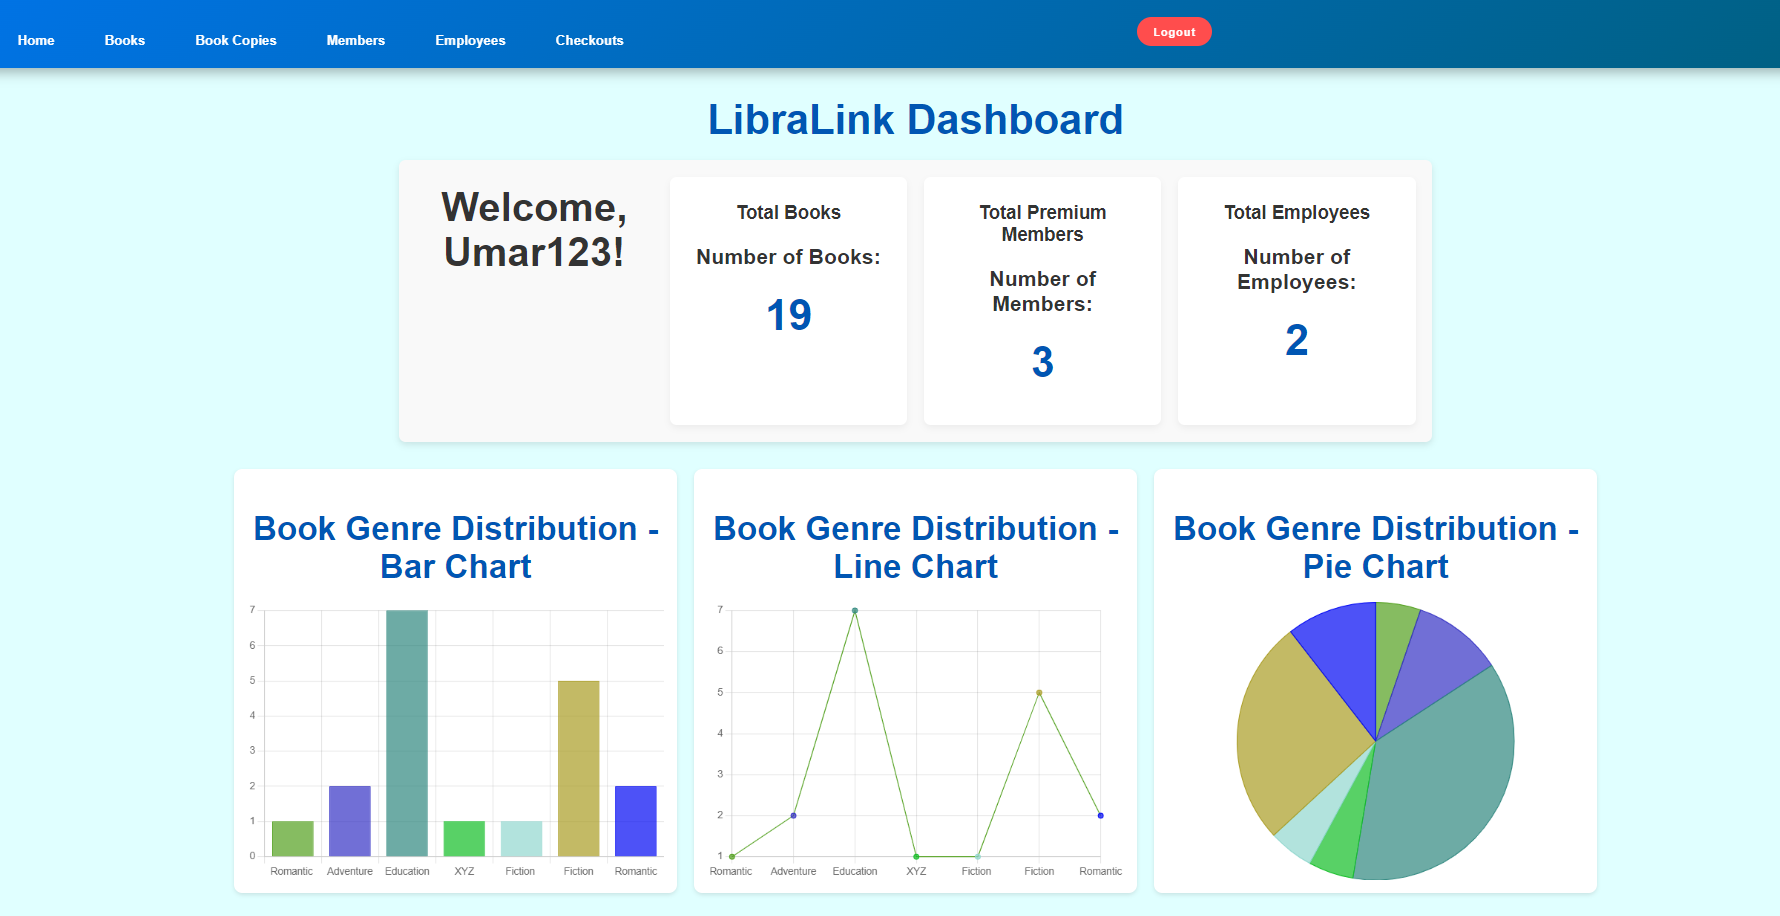 Home Books Book Copies Members Employees Checkouts Logout
LibraLink Dashboard
Welcome,
Umar123!
Total Books
Number of Books:
19
Total Premium
Members
Number of
Members:
3
Total Employees
Number of
Employees:
2
Book Genre Distribution -
Bar Chart
7
6
5
4
3
2
1
0
Romantic Adventure Education XYZ Fiction Fiction Romantic
Book Genre Distribution -
Line Chart
7
6
5
4
3
2
1
Romantic Adventure Education XYZ Fiction Fiction Romantic
Book Genre Distribution -
Pie Chart